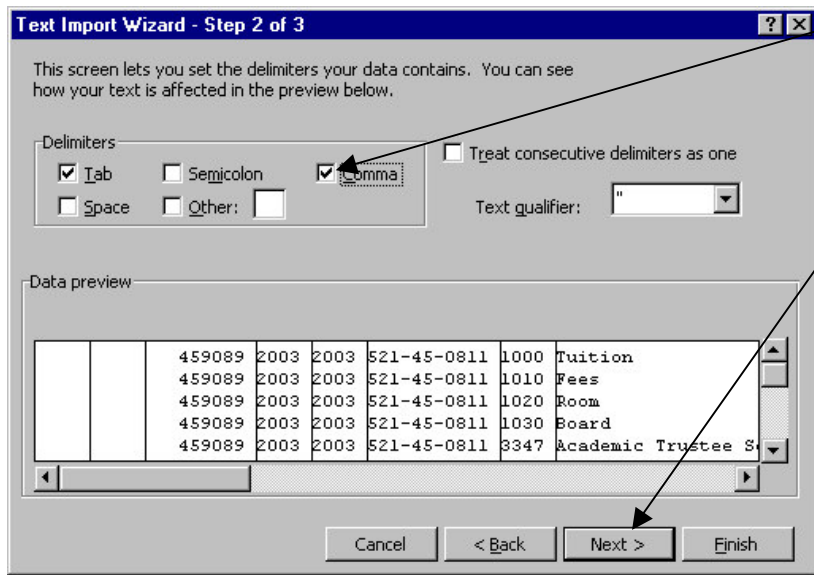 Text Import Wizard - Step 2 of 3
This screen lets you set the delimiters your data contains. You can see
how your text is affected in the preview below.
Delimiters
Tab Semicolon Comma
Space Other:
Treat consecutive delimiters as one
Text qualifier: "
Data preview
459089 2003 2003 521-45-0811 1000 Tuition
459089 2003 2003 521-45-0811 1010 Fees
459089 2003 2003 521-45-0811 1020 Room
459089 2003 2003 521-45-0811 1030 Board
459089 2003 2003 521-45-0811 3347 Academic Trustee
Cancel < Back Next > Finish